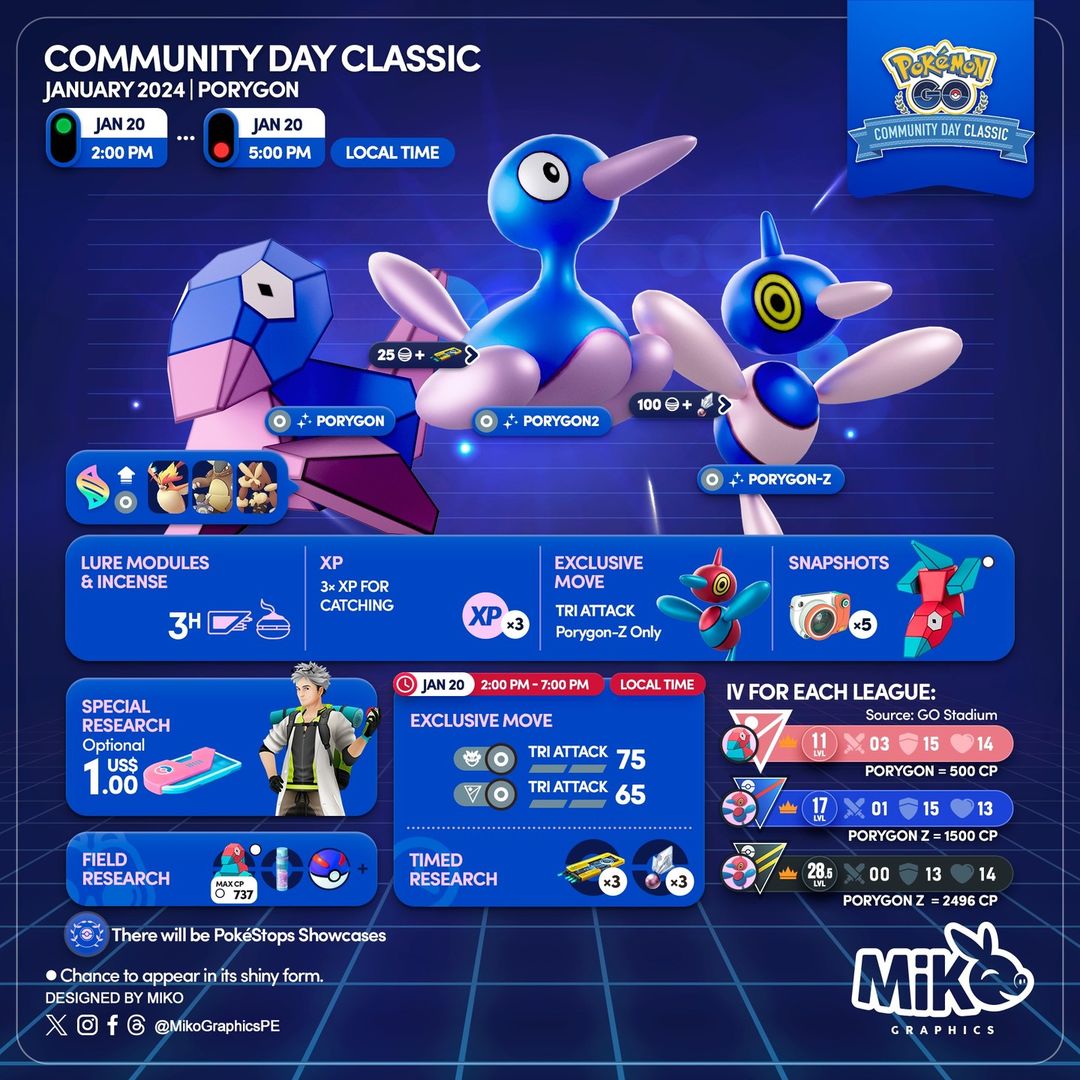 COMMUNITY DAY CLASSIC
JANUARY 2024 | PORYGON
JAN 20
2:00 PM
...
JAN 20
5:00 PM
LOCAL TIME
POKÉMON
GO
COMMUNITY DAY CLASSIC
25 +
100 +
PORYGON
PORYGON2
PORYGON-Z
LURE MODULES
& INCENSE
3H
XP
3× XP FOR
CATCHING
XP ×3
EXCLUSIVE
MOVE
TRI ATTACK
Porygon-Z Only
SNAPSHOTS
×5
SPECIAL
RESEARCH
Optional
1 US$
.00
FIELD
RESEARCH
MAX CP
737
+
JAN 20 2:00 PM - 7:00 PM LOCAL TIME
EXCLUSIVE MOVE
TRI ATTACK 75
TRI ATTACK 65
TIMED
RESEARCH
×3
×3
IV FOR EACH LEAGUE:
Source: GO Stadium
11 LVL 03 15 14
PORYGON = 500 CP
17 LVL 01 15 13
PORYGON Z = 1500 CP
28.5 LVL 00 13 14
PORYGON Z = 2496 CP
There will be PokéStops Showcases
Chance to appear in its shiny form.
DESIGNED BY MIKO
@MikoGraphicsPE
MiKO
GRAPHICS